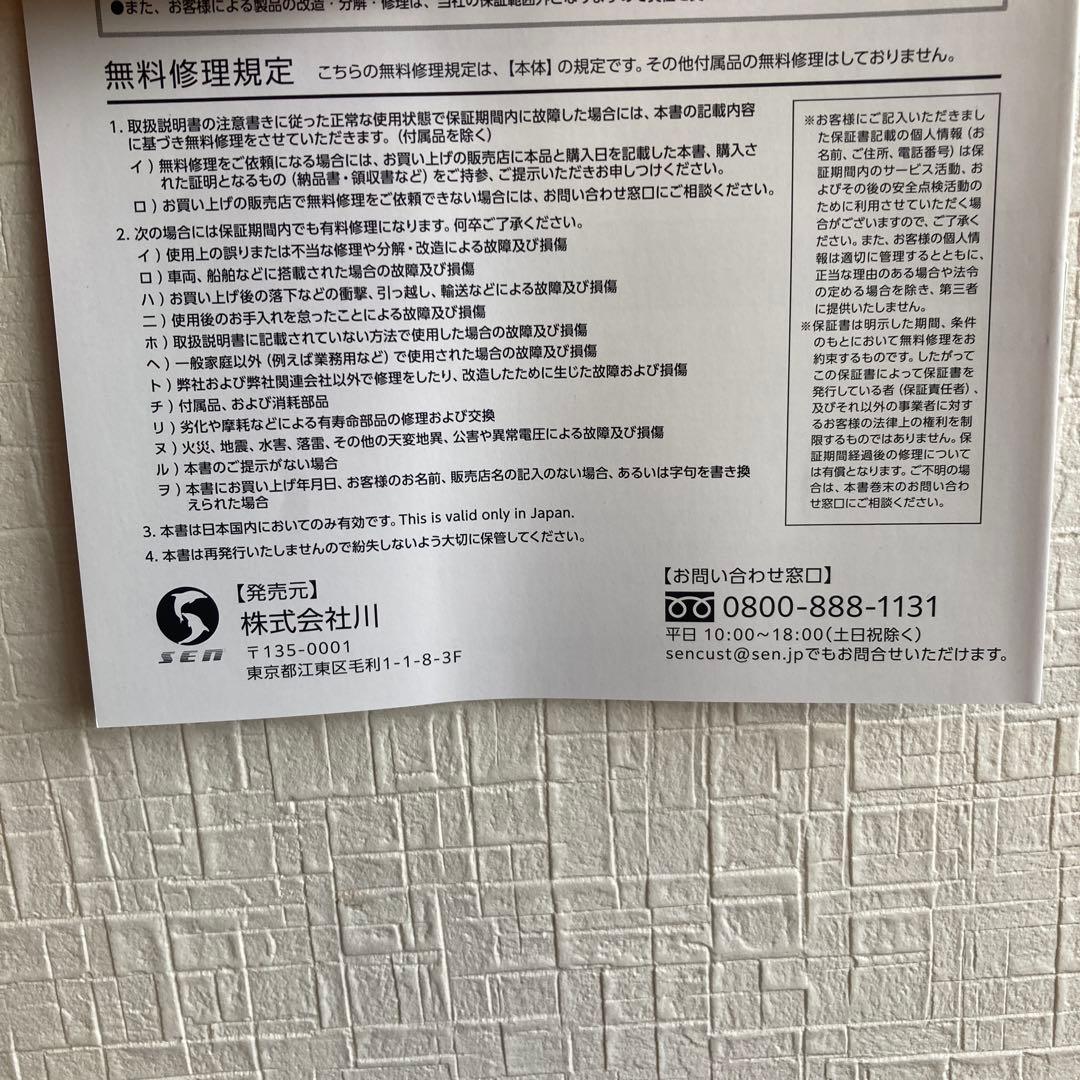 ●また、お客様による製品の改造・分解・修理は、当社の保証範囲外となりますので責任を
無料修理規定 こちらの無料修理規定は、【本体】の規定です。その他付属品の無料修理はしておりません。
1. 取扱説明書の注意書きに従った正常な使用状態で保証期間内に故障した場合には、本書の記載内容
に基づき無料修理をさせていただきます。（付属品を除く）
イ）無料修理をご依頼になる場合には、お買い上げの販売店に本品と購入日を記載した本書、購入さ
れた証明となるもの（納品書・領収書など）をご持参、ご提示いただきお申しつけください。
ロ）お買い上げの販売店で無料修理をご依頼できない場合には、お問い合わせ窓口にご相談ください。
2. 次の場合には保証期間内でも有料修理になります。何卒ご了承ください。
イ）使用上の誤りまたは不当な修理や分解・改造による故障及び損傷
ロ）車両、船舶などに搭載された場合の故障及び損傷
ハ）お買い上げ後の落下などの衝撃、引っ越し、輸送などによる故障及び損傷
ニ）使用後のお手入れを怠ったことによる故障及び損傷
ホ）取扱説明書に記載されていない方法で使用した場合の故障及び損傷
ヘ）一般家庭以外（例えば業務用など）で使用された場合の故障及び損傷
ト）弊社および弊社関連会社以外で修理をしたり、改造したために生じた故障および損傷
チ）付属品、および消耗部品
リ）劣化や摩耗などによる有寿命部品の修理および交換
ヌ）火災、地震、水害、落雷、その他の天変地異、公害や異常電圧による故障及び損傷
ル）本書のご提示がない場合
ヲ）本書にお買い上げ年月日、お客様のお名前、販売店名の記入のない場合、あるいは字句を書き換
えられた場合
3. 本書は日本国内においてのみ有効です。This is valid only in Japan.
4. 本書は再発行いたしませんので紛失しないよう大切に保管してください。
※お客様にご記入いただきまし
た保証書記載の個人情報（お
名前、ご住所、電話番号）は保
証期間内のサービス活動、お
よびその後の安全点検活動の
ために利用させていただく場
合がございますので、ご了承く
ださい。また、お客様の個人情
報は適切に管理するとともに、
正当な理由のある場合や法令
の定める場合を除き、第三者
に提供いたしません。
※保証書は明示した期間、条件
のもとにおいて無料修理をお
約束するものです。したがって
この保証書によって保証書を
発行している者（保証責任者）、
及びそれ以外の事業者に対す
るお客様の法律上の権利を制
限するものではありません。保
証期間経過後の修理について
は有償となります。ご不明の場
合は、本書巻末のお問い合わ
せ窓口にご相談ください。
SEN
【発売元】
株式会社川
〒135-0001
東京都江東区毛利1-1-8-3F
【お問い合わせ窓口】
0800-888-1131
平日 10:00～18:00（土日祝除く）
sencust@sen.jpでもお問合せいただけます。